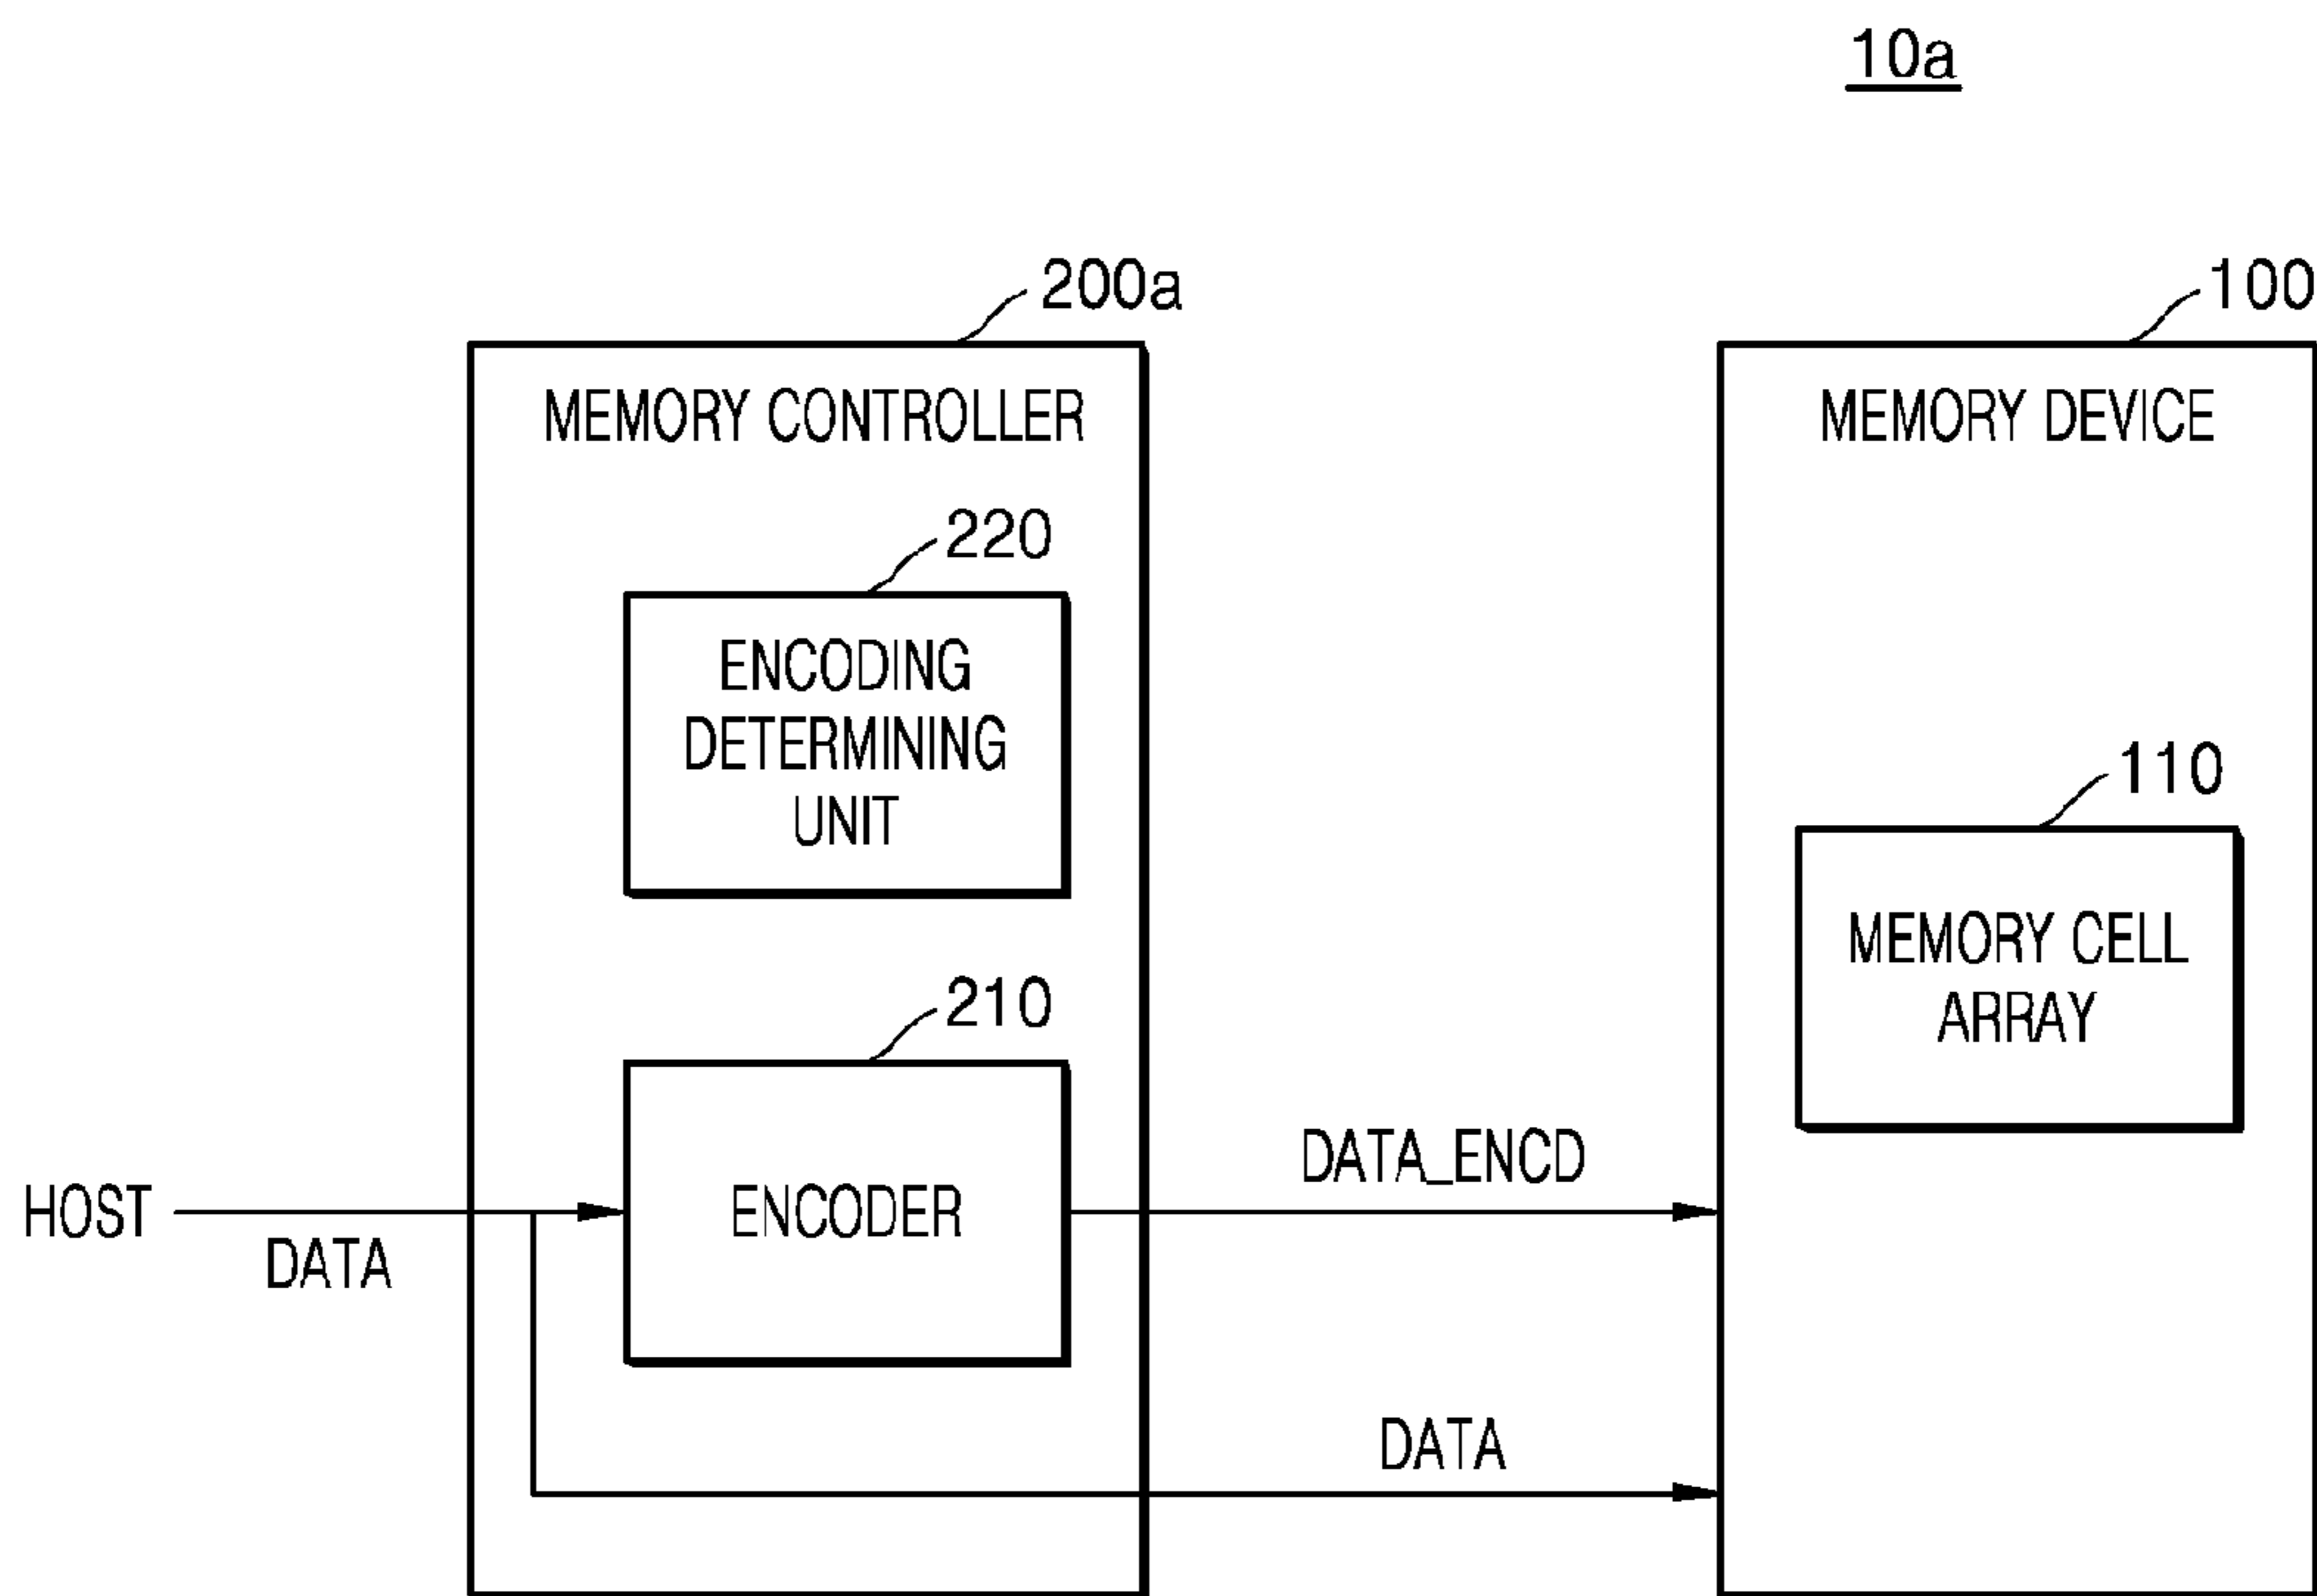 10a
200a
100
MEMORY CONTROLLER
MEMORY DEVICE
220
ENCODING
DETERMINING
UNIT
110
MEMORY CELL
ARRAY
210
ENCODER
HOST
DATA
DATA_ENCD
DATA